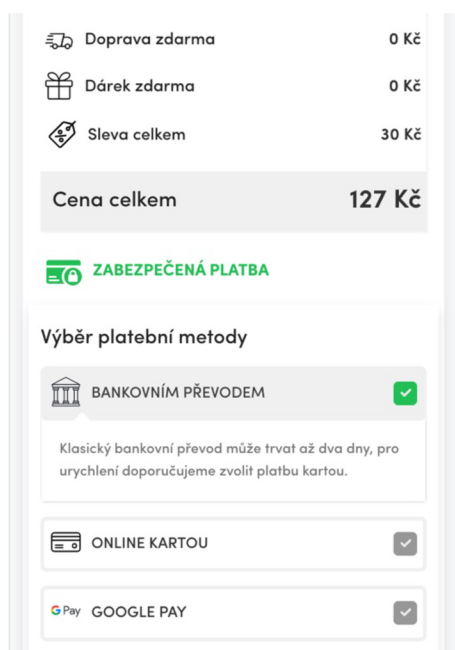 Doprava zdarma 0 Kč
Dárek zdarma 0 Kč
Sleva celkem 30 Kč
Cena celkem 127 Kč
ZABEZPEČENÁ PLATBA
Výběr platební metody
BANKOVNÍM PŘEVODEM
Klasický bankovní převod může trvat až dva dny, pro
urychlení doporučujeme zvolit platbu kartou.
ONLINE KARTOU
G Pay GOOGLE PAY